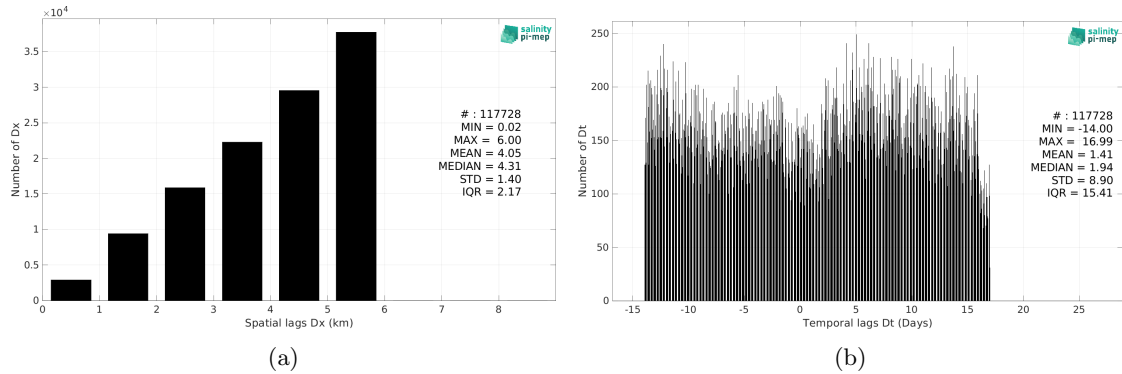 ×10⁴
3.5
3
2.5
2
1.5
1
0.5
0
0 1 2 3 4 5 6 7 8
Number of Dx
Spatial lags Dx (km)
salinity
pi-mep
# : 117728
MIN = 0.02
MAX = 6.00
MEAN = 4.05
MEDIAN = 4.31
STD = 1.40
IQR = 2.17
(a)
250
200
150
100
50
0
-15 -10 -5 0 5 10 15 20 25
Number of Dt
Temporal lags Dt (Days)
salinity
pi-mep
# : 117728
MIN = -14.00
MAX = 16.99
MEAN = 1.41
MEDIAN = 1.94
STD = 8.90
IQR = 15.41
(b)